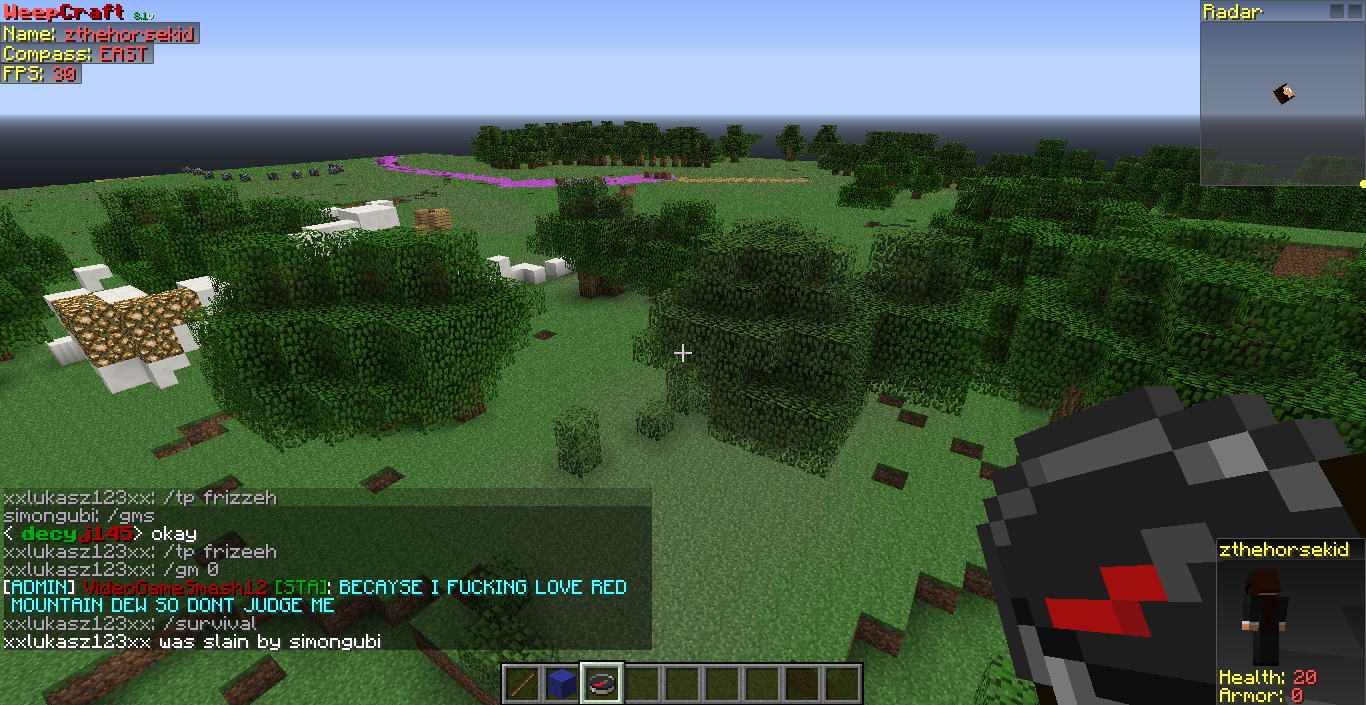 WeepCraft 8.1v
Name: zthehorsekid
Compass: EAST
FPS: 30
Radar
xxlukasz123xx: /tp frizzeh
simongubi: /gms
< decyj145> okay
xxlukasz123xx: /tp frizeeh
xxlukasz123xx: /gm 0
[ADMIN] VideoGameSmash12 [STA]: BECAYSE I FUCKING LOVE RED
MOUNTAIN DEW SO DONT JUDGE ME
xxlukasz123xx: /survival
xxlukasz123xx was slain by simongubi
zthehorsekid
Health: 20
Armor: 0